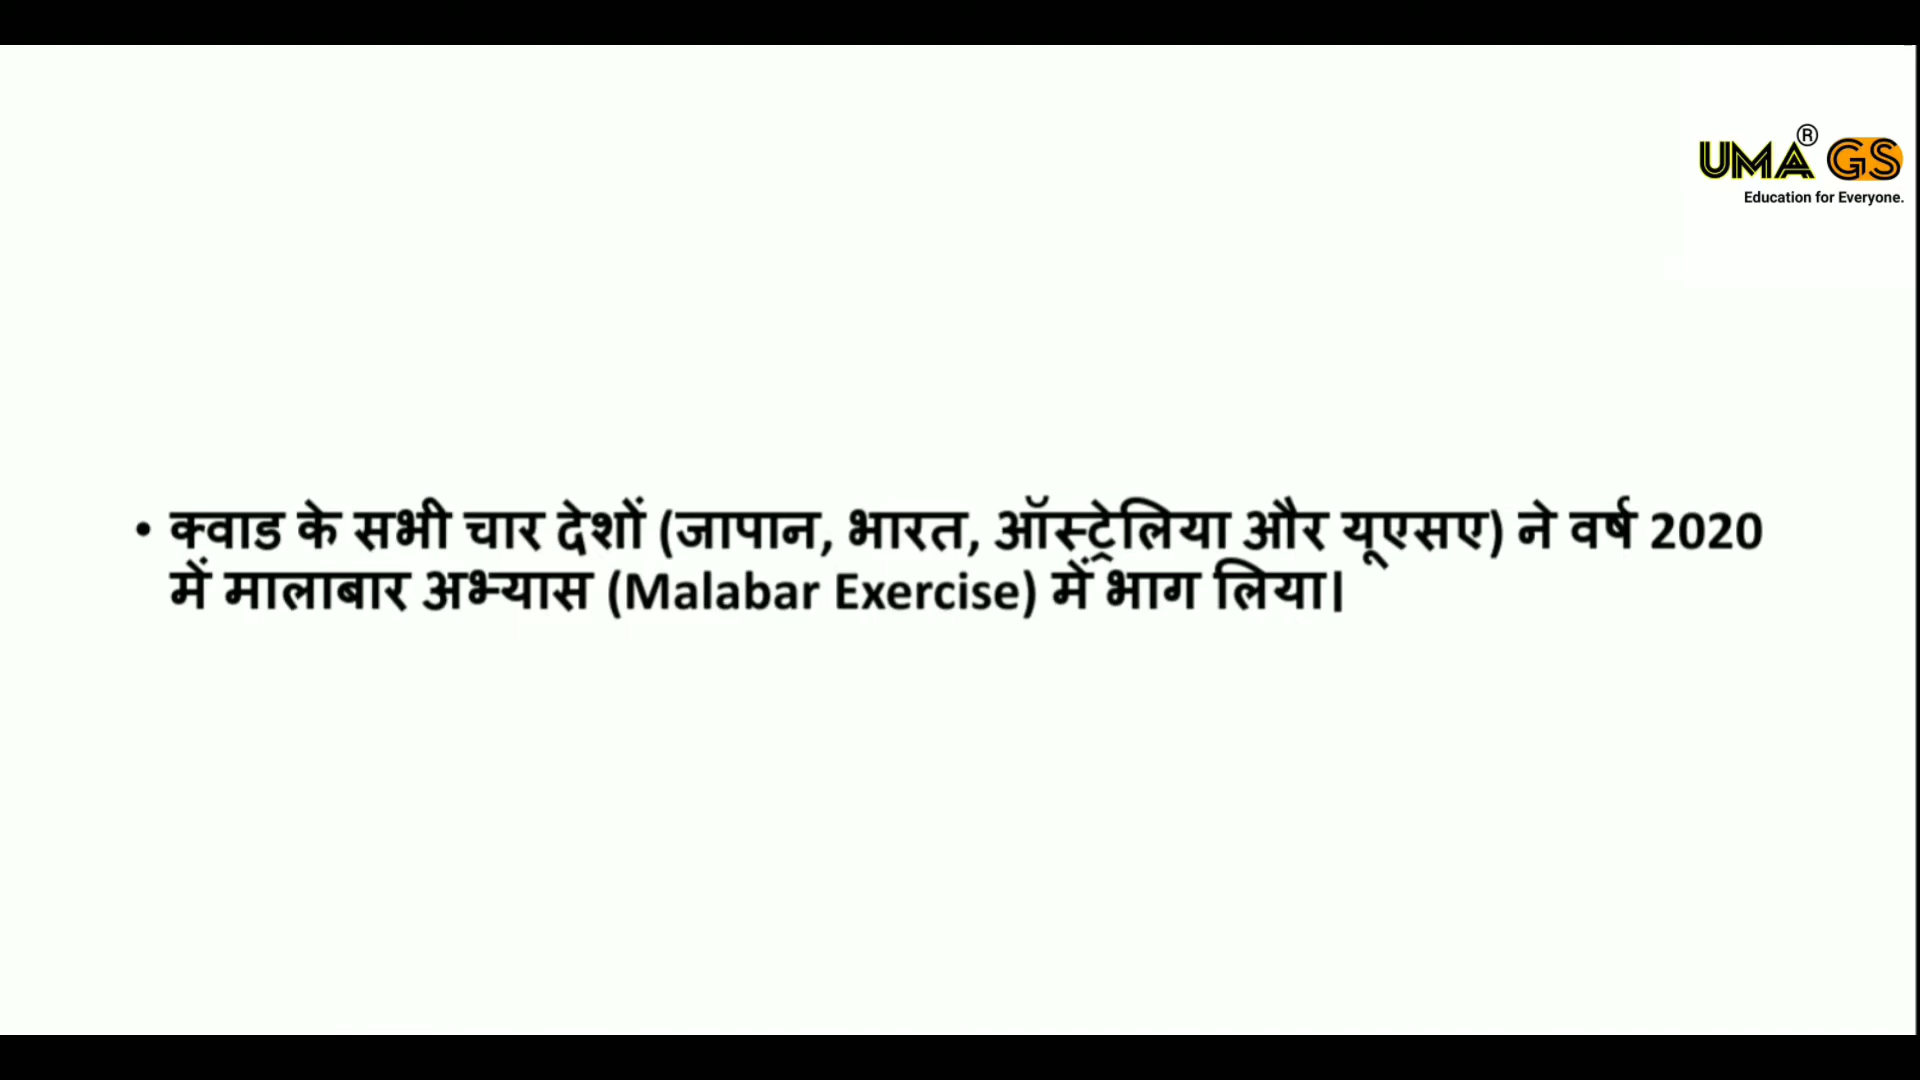 UMA® GS
Education for Everyone.
• क्वाड के सभी चार देशों (जापान, भारत, ऑस्ट्रेलिया और यूएसए) ने वर्ष 2020
में मालाबार अभ्यास (Malabar Exercise) में भाग लिया।